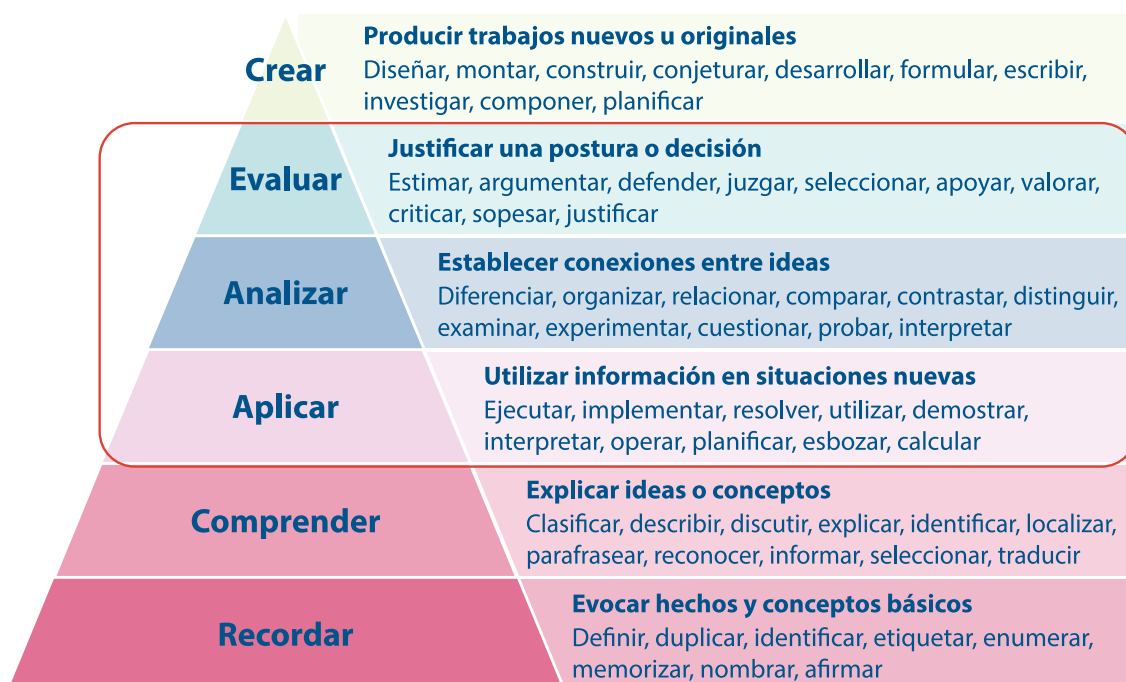 Crear
Producir trabajos nuevos u originales
Diseñar, montar, construir, conjeturar, desarrollar, formular, escribir,
investigar, componer, planificar
Evaluar
Justificar una postura o decisión
Estimar, argumentar, defender, juzgar, seleccionar, apoyar, valorar,
criticar, sopesar, justificar
Analizar
Establecer conexiones entre ideas
Diferenciar, organizar, relacionar, comparar, contrastar, distinguir,
examinar, experimentar, cuestionar, probar, interpretar
Aplicar
Utilizar información en situaciones nuevas
Ejecutar, implementar, resolver, utilizar, demostrar,
interpretar, operar, planificar, esbozar, calcular
Comprender
Explicar ideas o conceptos
Clasificar, describir, discutir, explicar, identificar, localizar,
parafrasear, reconocer, informar, seleccionar, traducir
Recordar
Evocar hechos y conceptos básicos
Definir, duplicar, identificar, etiquetar, enumerar,
memorizar, nombrar, afirmar